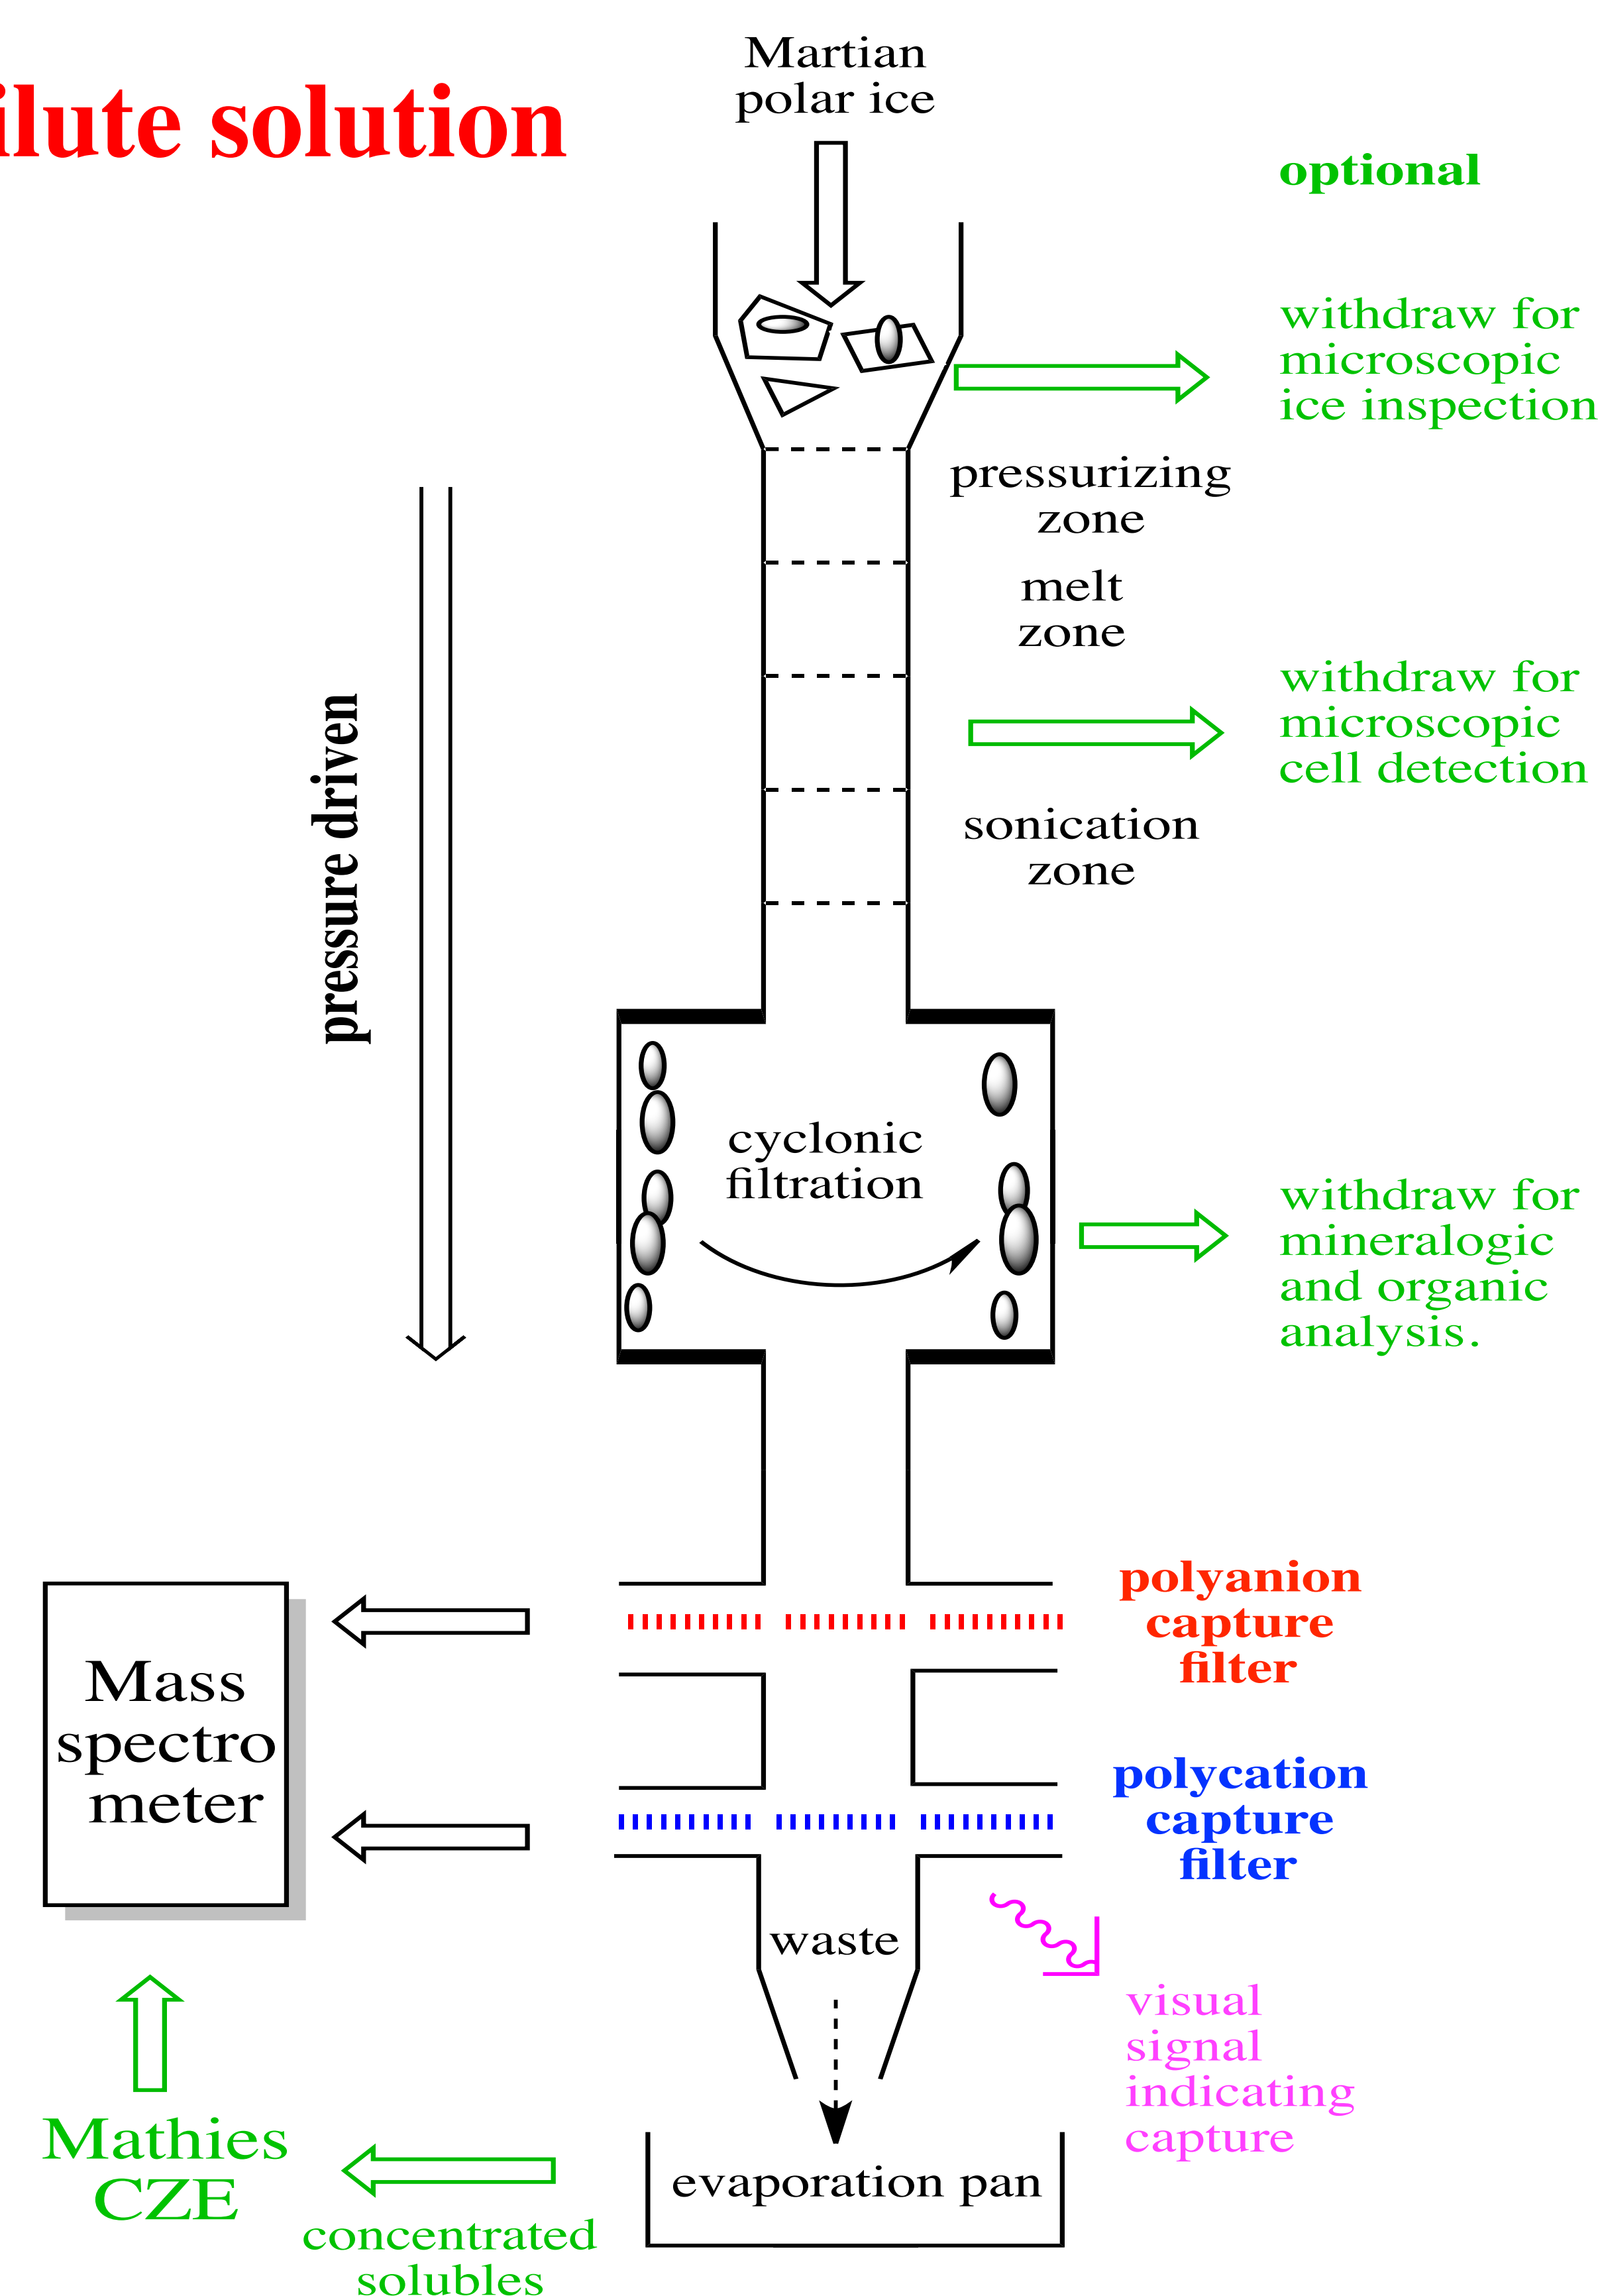 Martian
polar ice
ilute solution
optional
withdraw for
microscopic
ice inspection
pressurizing
zone
melt
zone
withdraw for
microscopic
cell detection
pressure driven
sonication
zone
cyclonic
filtration
withdraw for
mineralogic
and organic
analysis.
polyanion
capture
filter
Mass
spectro
meter
polycation
capture
filter
waste
visual
signal
indicating
capture
Mathies
CZE
evaporation pan
concentrated
solubles